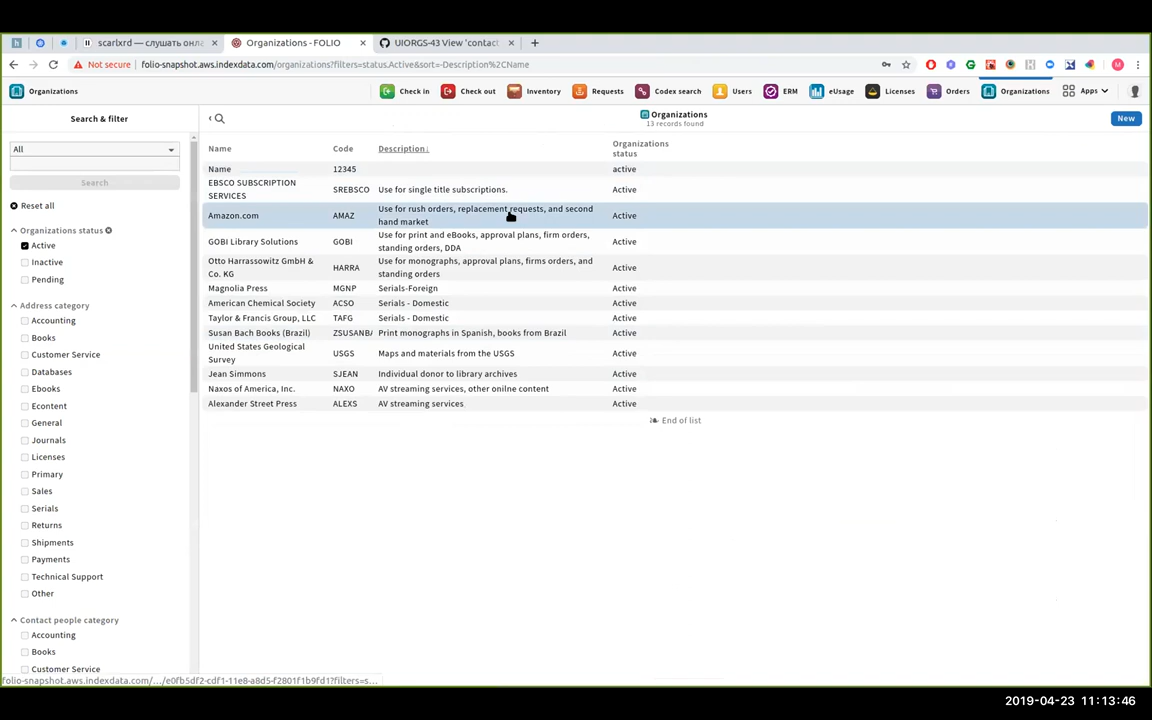 scarlxrd — слушать онла
Organizations - FOLIO
UIORGS-43 View 'contact
Not secure
folio-snapshot.aws.indexdata.com/organizations?filters=status.Active&sort=-Description%2CName
Organizations
Check in
Check out
Inventory
Requests
Codex search
Users
ERM
eUsage
Licenses
Orders
Organizations
Apps
Search & filter
All
Search
Reset all
Organizations status
Active
Inactive
Pending
Address category
Accounting
Books
Customer Service
Databases
Ebooks
Econtent
General
Journals
Licenses
Primary
Sales
Serials
Returns
Shipments
Payments
Technical Support
Other
Contact people category
Accounting
Books
Customer Service
Organizations
13 records found
New
Name Code Description↓ Organizations
status
Name 12345 active
EBSCO SUBSCRIPTION
SERVICES SREBSCO Use for single title subscriptions. Active
Amazon.com AMAZ Use for rush orders, replacement requests, and second
hand market Active
GOBI Library Solutions GOBI Use for print and eBooks, approval plans, firm orders,
standing orders, DDA Active
Otto Harrassowitz GmbH &
Co. KG HARRA Use for monographs, approval plans, firms orders, and
standing orders Active
Magnolia Press MGNP Serials-Foreign Active
American Chemical Society ACSO Serials - Domestic Active
Taylor & Francis Group, LLC TAFG Serials - Domestic Active
Susan Bach Books (Brazil) ZSUSANBA Print monographs in Spanish, books from Brazil Active
United States Geological
Survey USGS Maps and materials from the USGS Active
Jean Simmons SJEAN Individual donor to library archives Active
Naxos of America, Inc. NAXO AV streaming services, other onilne content Active
Alexander Street Press ALEXS AV streaming services Active
End of list
folio-snapshot.aws.indexdata.com/.../e0fb5df2-cdf1-11e8-a8d5-f2801f1b9fd1?filters=s...
2019-04-23 11:13:46